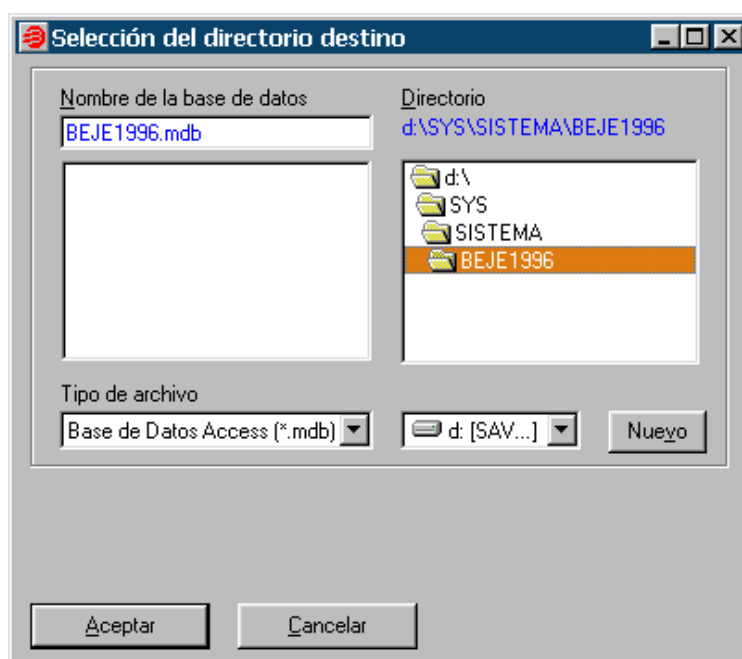 Selección del directorio destino
Nombre de la base de datos
BEJE1996.mdb
Directorio
d:\SYS\SISTEMA\BEJE1996
d:\
SYS
SISTEMA
BEJE1996
Tipo de archivo
Base de Datos Access (*.mdb)
d: [SAV...]
Nuevo
Aceptar
Cancelar